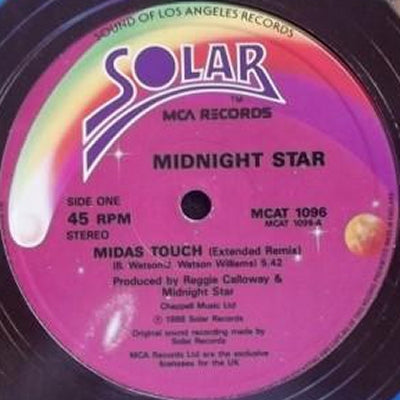 SOUND OF LOS ANGELES RECORDS
SOLAR
TM
MCA RECORDS
MIDNIGHT STAR
SIDE ONE
45 RPM
STEREO
MCAT 1096
MCAT 1096-A
MIDAS TOUCH (Extended Remix)
(B. Watson/J. Watson Williams) 5.42
Produced by Reggie Calloway &
Midnight Star
Chappell Music Ltd
℗ 1986 Solar Records
Original sound recording made by
Solar Records
MCA Records Ltd are the exclusive
licensees for the UK